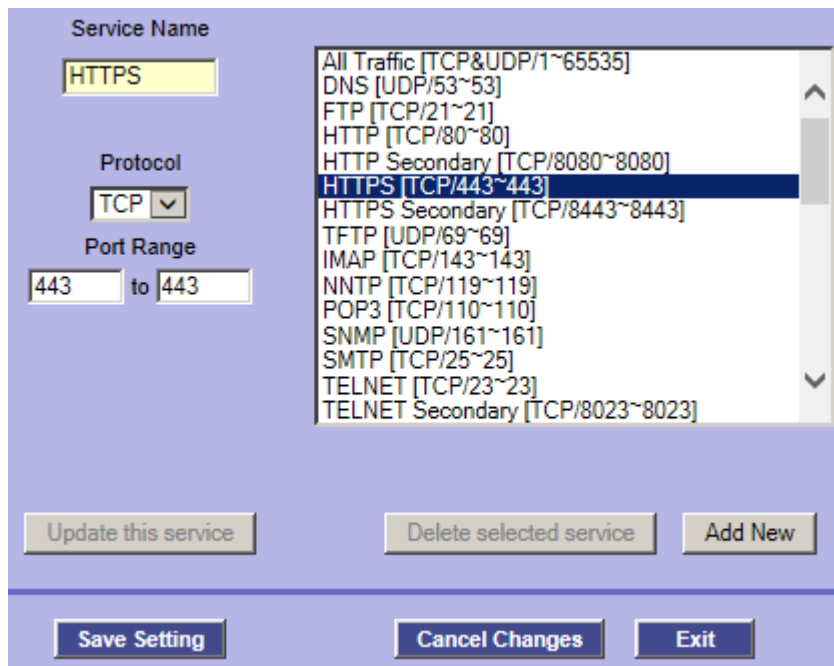 Service Name
HTTPS
Protocol
TCP
Port Range
443 to 443
All Traffic [TCP&UDP/1~65535]
DNS [UDP/53~53]
FTP [TCP/21~21]
HTTP [TCP/80~80]
HTTP Secondary [TCP/8080~8080]
HTTPS [TCP/443~443]
HTTPS Secondary [TCP/8443~8443]
TFTP [UDP/69~69]
IMAP [TCP/143~143]
NNTP [TCP/119~119]
POP3 [TCP/110~110]
SNMP [UDP/161~161]
SMTP [TCP/25~25]
TELNET [TCP/23~23]
TELNET Secondary [TCP/8023~8023]
Update this service
Delete selected service
Add New
Save Setting
Cancel Changes
Exit